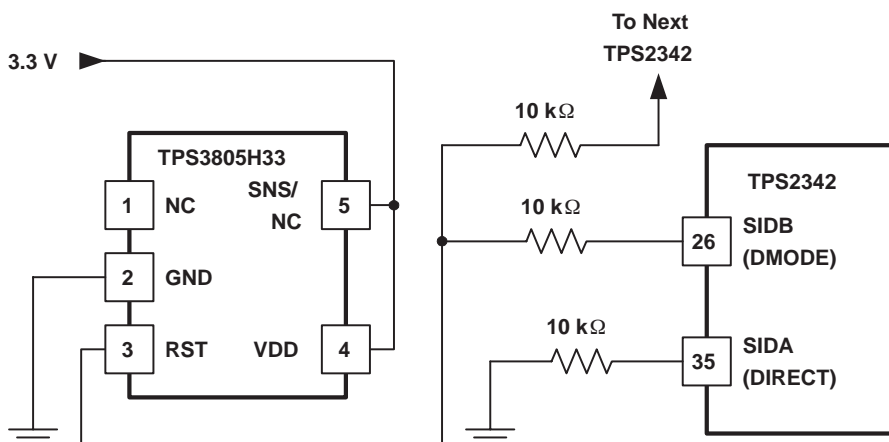 To Next
TPS2342
3.3 V
10 kΩ
TPS3805H33
1
NC
SNS/
NC
5
2
GND
3
RST
VDD
4
10 kΩ
TPS2342
26
SIDB
(DMODE)
10 kΩ
35
SIDA
(DIRECT)